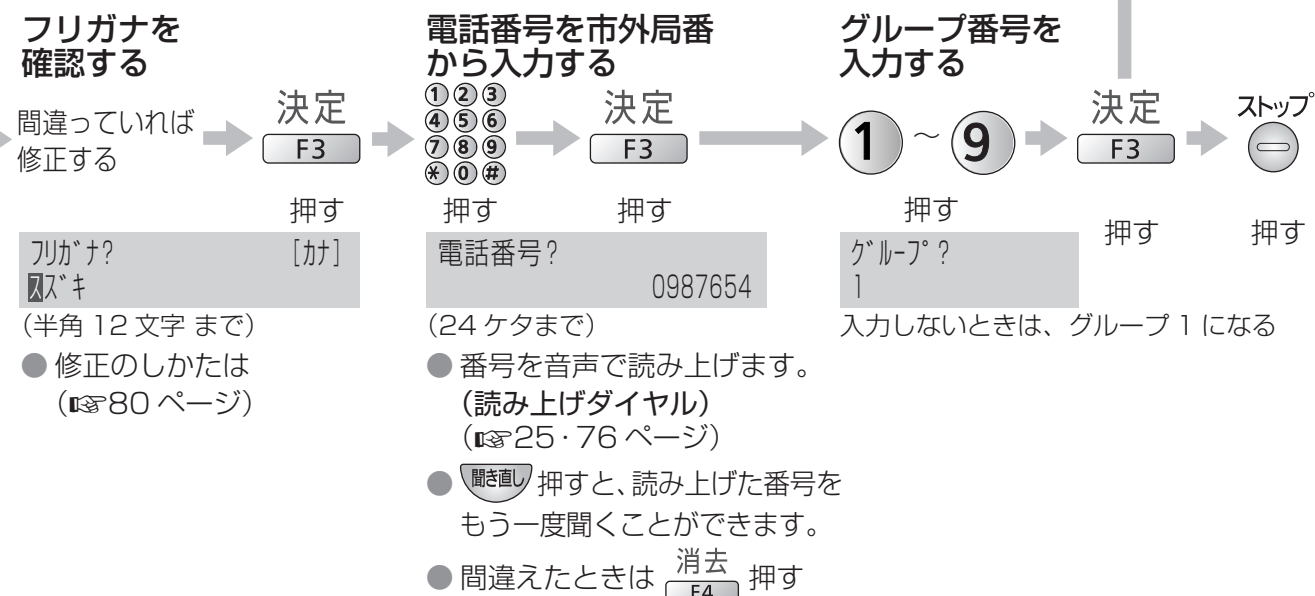 フリガナを
確認する
間違っていれば
修正する
決定
F3
押す
ﾌﾘｶﾞﾅ? [ｶﾅ]
ｽｽﾞｷ
(半角 12 文字 まで)
● 修正のしかたは
(☞80 ページ)
電話番号を市外局番
から入力する
1 2 3
4 5 6
7 8 9
* 0 #
押す
決定
F3
押す
電話番号?
0987654
(24 ケタまで)
● 番号を音声で読み上げます。
(読み上げダイヤル)
(☞25·76 ページ)
● 聞き直し 押すと、読み上げた番号を
もう一度聞くことができます。
● 間違えたときは 消去 F4 押す
グループ番号を
入力する
1 ~ 9
押す
決定
F3
押す
ストップ
押す
ｸﾞﾙｰﾌﾟ?
1
入力しないときは、グループ 1 になる